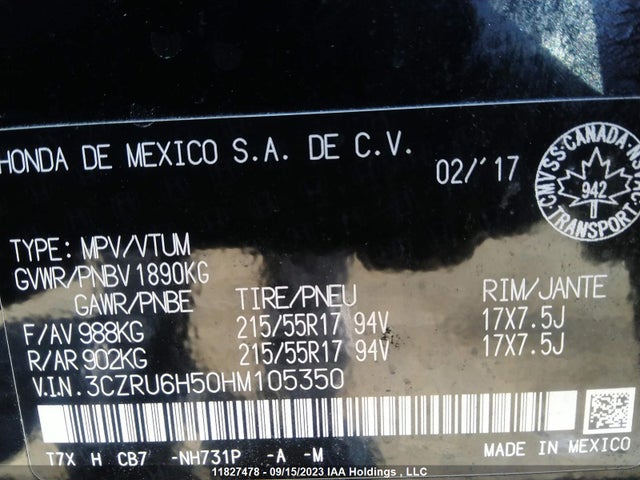 HONDA DE MEXICO S.A. DE C.V.
02/'17
CMVSS·CANADA·NSVAC
942
TRANSPORT
TYPE: MPV/VTUM
GVWR/PNBV 1890KG
GAWR/PNBE TIRE/PNEU RIM/JANTE
F/AV 988KG 215/55R17 94V 17X7.5J
R/AR 902KG 215/55R17 94V 17X7.5J
V.I.N. 3CZRU6H50HM105350
T7X H CB7 -NH731P -A -M MADE IN MEXICO
11827478 - 09/15/2023 IAA Holdings , LLC